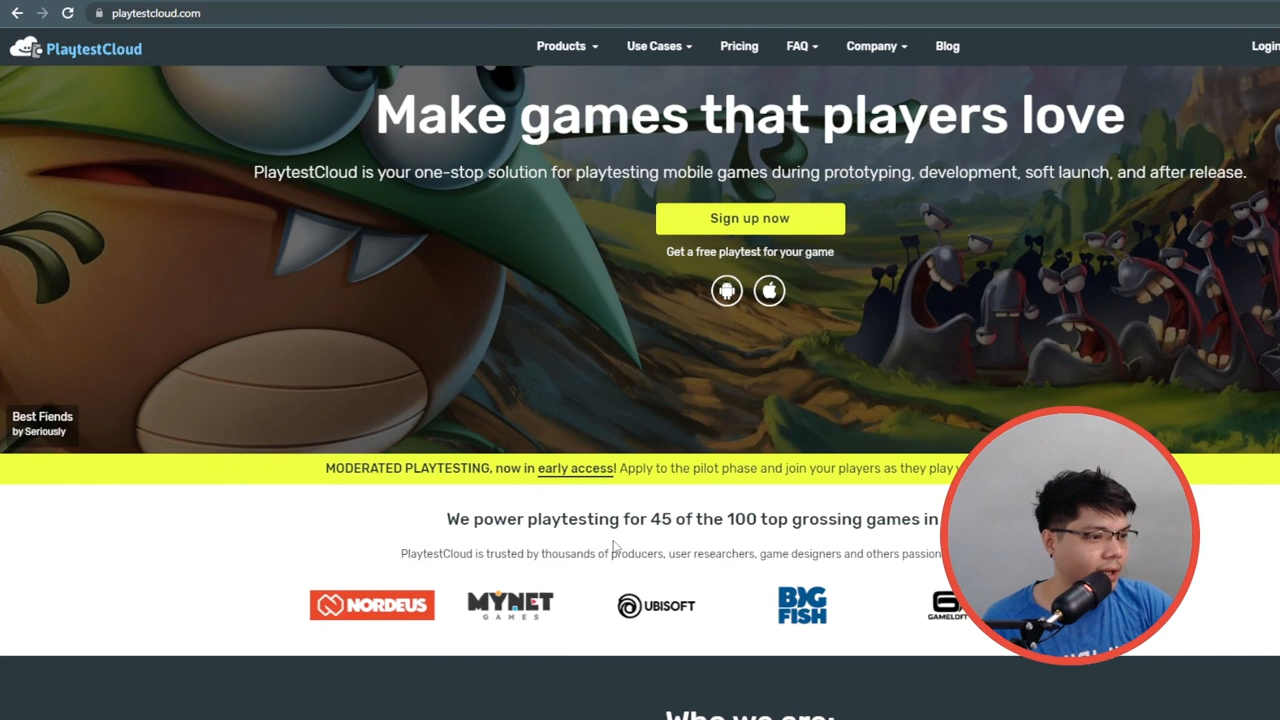 playtestcloud.com
PlaytestCloud
Products
Use Cases
Pricing
FAQ
Company
Blog
Login
Make games that players love
PlaytestCloud is your one-stop solution for playtesting mobile games during prototyping, development, soft launch, and after release.
Sign up now
Get a free playtest for your game
Best Fiends
by Seriously
MODERATED PLAYTESTING, now in early access! Apply to the pilot phase and join your players as they play
We power playtesting for 45 of the 100 top grossing games in
PlaytestCloud is trusted by thousands of producers, user researchers, game designers and others passion
NORDEUS
MYNET
GAMES
UBISOFT
BIG
FISH
GAMELOFT
Who we are: